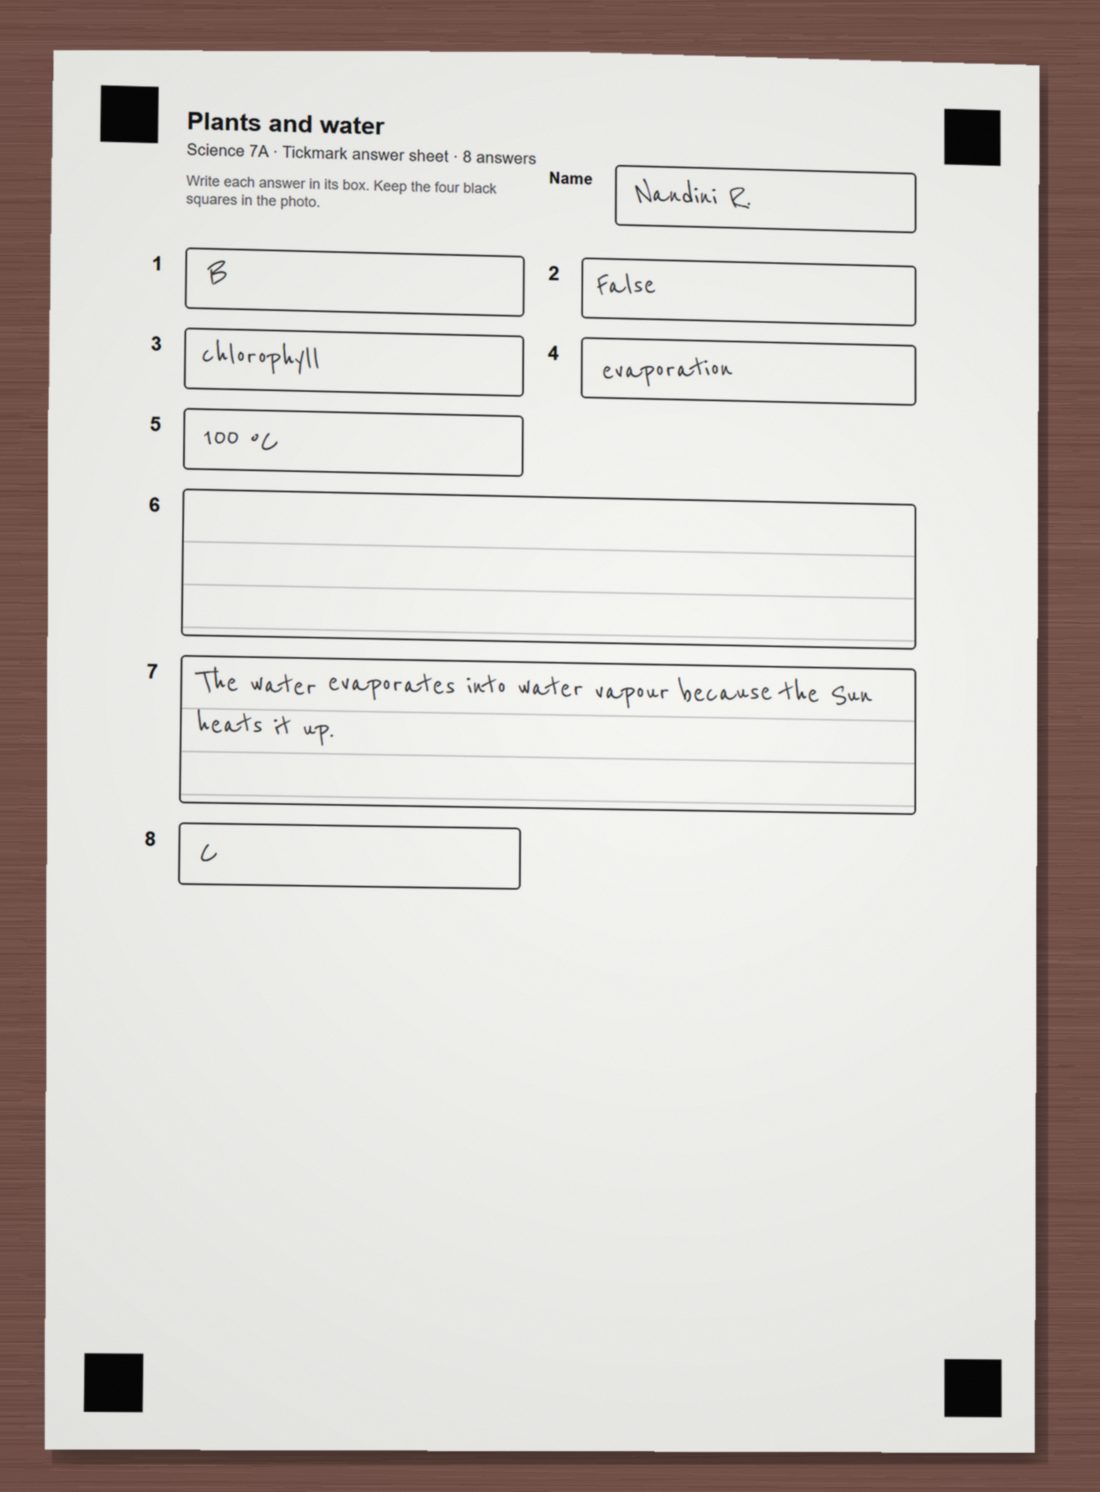 Plants and water
Science 7A · Tickmark answer sheet · 8 answers
Write each answer in its box. Keep the four black
squares in the photo.
Name
Nandini R.
1
B
2
False
3
chlorophyll
4
evaporation
5
100 °C
6
7
The water evaporates into water vapour because the Sun
heats it up.
8
C